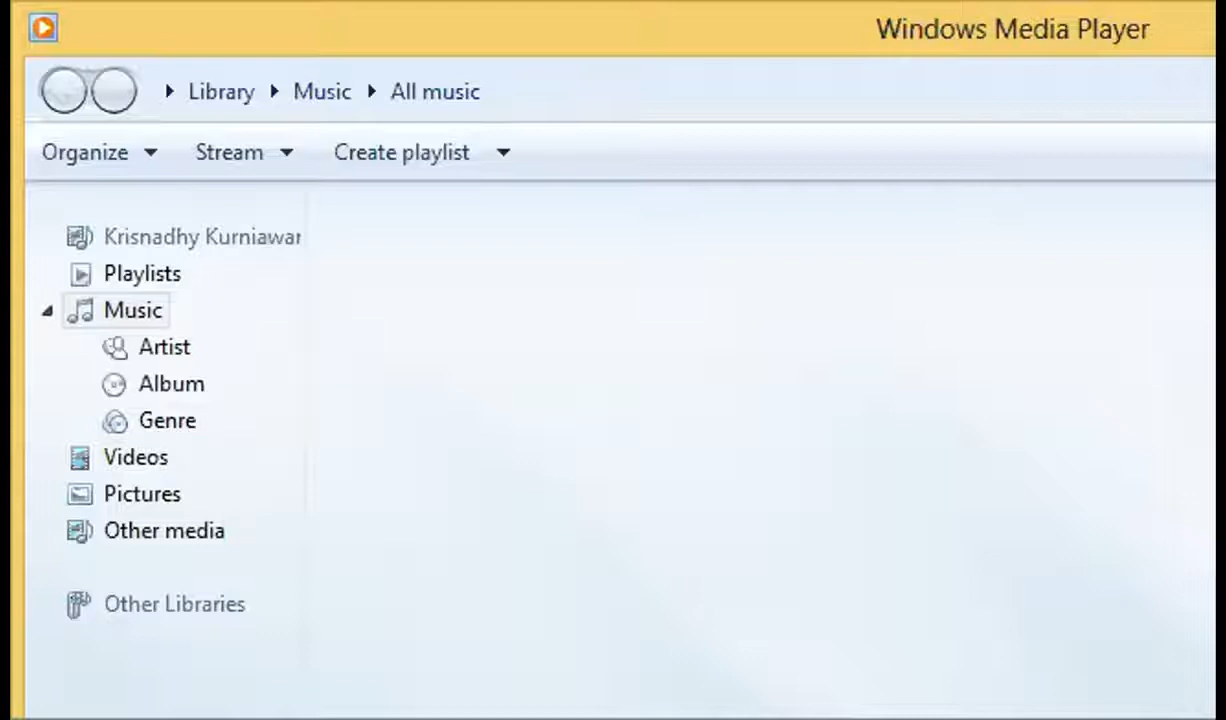 Windows Media Player
Library Music All music
Organize Stream Create playlist
Krisnadhy Kurniawan
Playlists
Music
Artist
Album
Genre
Videos
Pictures
Other media
Other Libraries